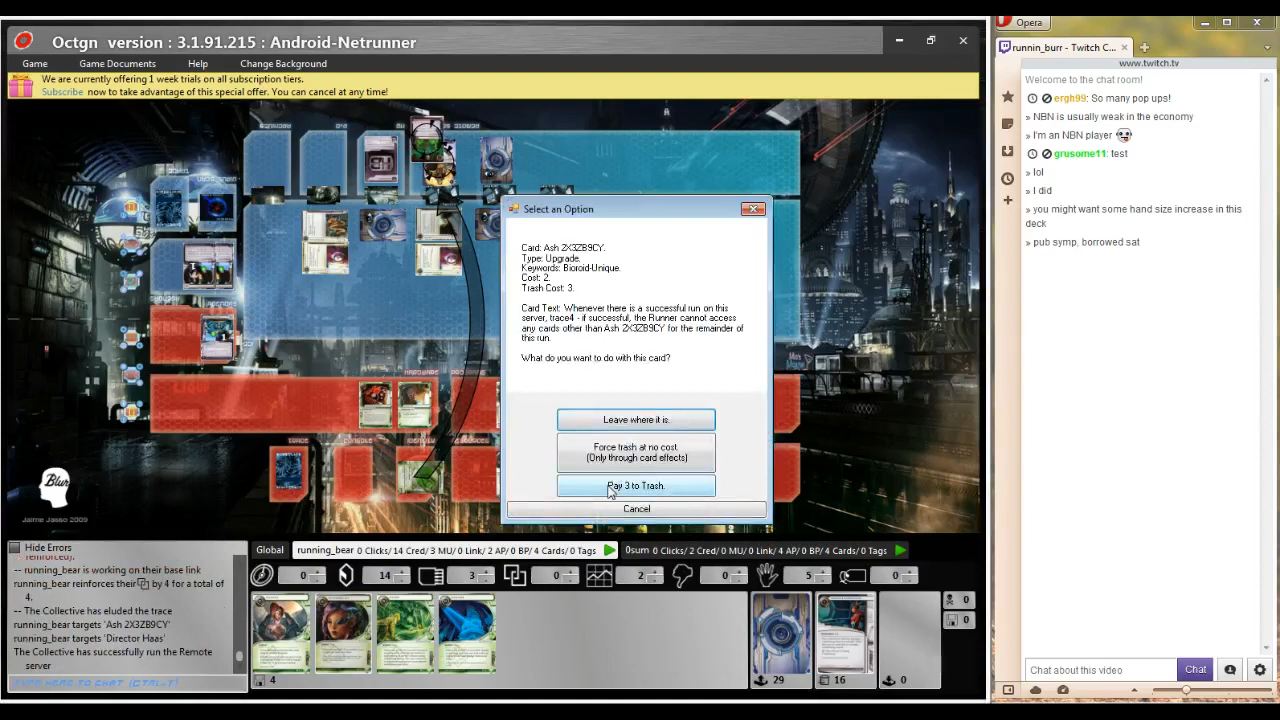 Octgn version : 3.1.91.215 : Android-Netrunner
Game Game Documents Help Change Background
We are currently offering 1 week trials on all subscription tiers.
Subscribe now to take advantage of this special offer. You can cancel at any time!
Select an Option
Card: Ash 2X3ZB9CY.
Type: Upgrade.
Keywords: Bioroid-Unique.
Cost: 2.
Trash Cost: 3.
Card Text: Whenever there is a successful run on this
server, trace4 - if successful, the Runner cannot access
any cards other than Ash 2X3ZB9CY for the remainder of
this run.
What do you want to do with this card?
Leave where it is.
Force trash at no cost.
(Only through card effects)
Pay 3 to Trash.
Cancel
Blur
Jaime Jasso 2009
Hide Errors
reinforced).
-- running_bear is working on their base link
running_bear reinforces their by 4 for a total of
4.
-- The Collective has eluded the trace
running_bear targets 'Ash 2X3ZB9CY'
running_bear targets 'Director Haas'
The Collective has successfully run the Remote
server
TYPE HERE TO CHAT (CTRL+T)
Global running_bear 0 Clicks/ 14 Cred/ 3 MU/ 0 Link/ 2 AP/ 0 BP/ 4 Cards/ 0 Tags 0sum 0 Clicks/ 2 Cred/ 0 MU/ 0 Link/ 4 AP/ 0 BP/ 4 Cards/ 0 Tags
0 14 3 0 2 0 5 0
4 29 16 0
0
0
Opera
runnin_burr - Twitch C...
www.twitch.tv
Welcome to the chat room!
ergh99: So many pop ups!
» NBN is usually weak in the economy
» I'm an NBN player
grusome11: test
» lol
» I did
» you might want some hand size increase in this
deck
» pub symp, borrowed sat
Chat about this video Chat